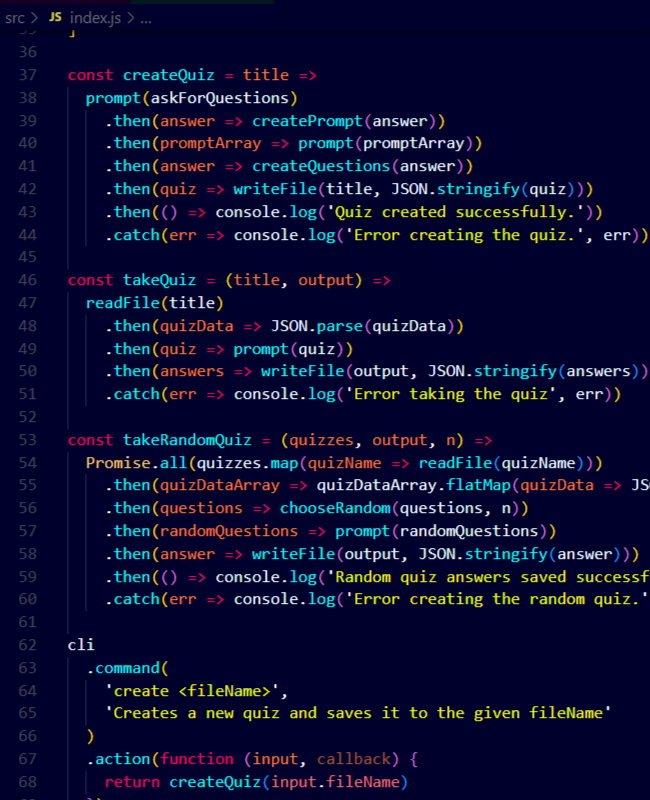 src > JS index.js > ...
35 ]
36
37 const createQuiz = title =>
38 prompt(askForQuestions)
39 .then(answer => createPrompt(answer))
40 .then(promptArray => prompt(promptArray))
41 .then(answer => createQuestions(answer))
42 .then(quiz => writeFile(title, JSON.stringify(quiz)))
43 .then(() => console.log('Quiz created successfully.'))
44 .catch(err => console.log('Error creating the quiz.', err))
45
46 const takeQuiz = (title, output) =>
47 readFile(title)
48 .then(quizData => JSON.parse(quizData))
49 .then(quiz => prompt(quiz))
50 .then(answers => writeFile(output, JSON.stringify(answers))
51 .catch(err => console.log('Error taking the quiz', err))
52
53 const takeRandomQuiz = (quizzes, output, n) =>
54 Promise.all(quizzes.map(quizName => readFile(quizName)))
55 .then(quizDataArray => quizDataArray.flatMap(quizData => JS
56 .then(questions => chooseRandom(questions, n))
57 .then(randomQuestions => prompt(randomQuestions))
58 .then(answer => writeFile(output, JSON.stringify(answer)))
59 .then(() => console.log('Random quiz answers saved successf
60 .catch(err => console.log('Error creating the random quiz.'
61
62 cli
63 .command(
64 'create <fileName>',
65 'Creates a new quiz and saves it to the given fileName'
66 )
67 .action(function (input, callback) {
68 return createQuiz(input.fileName)